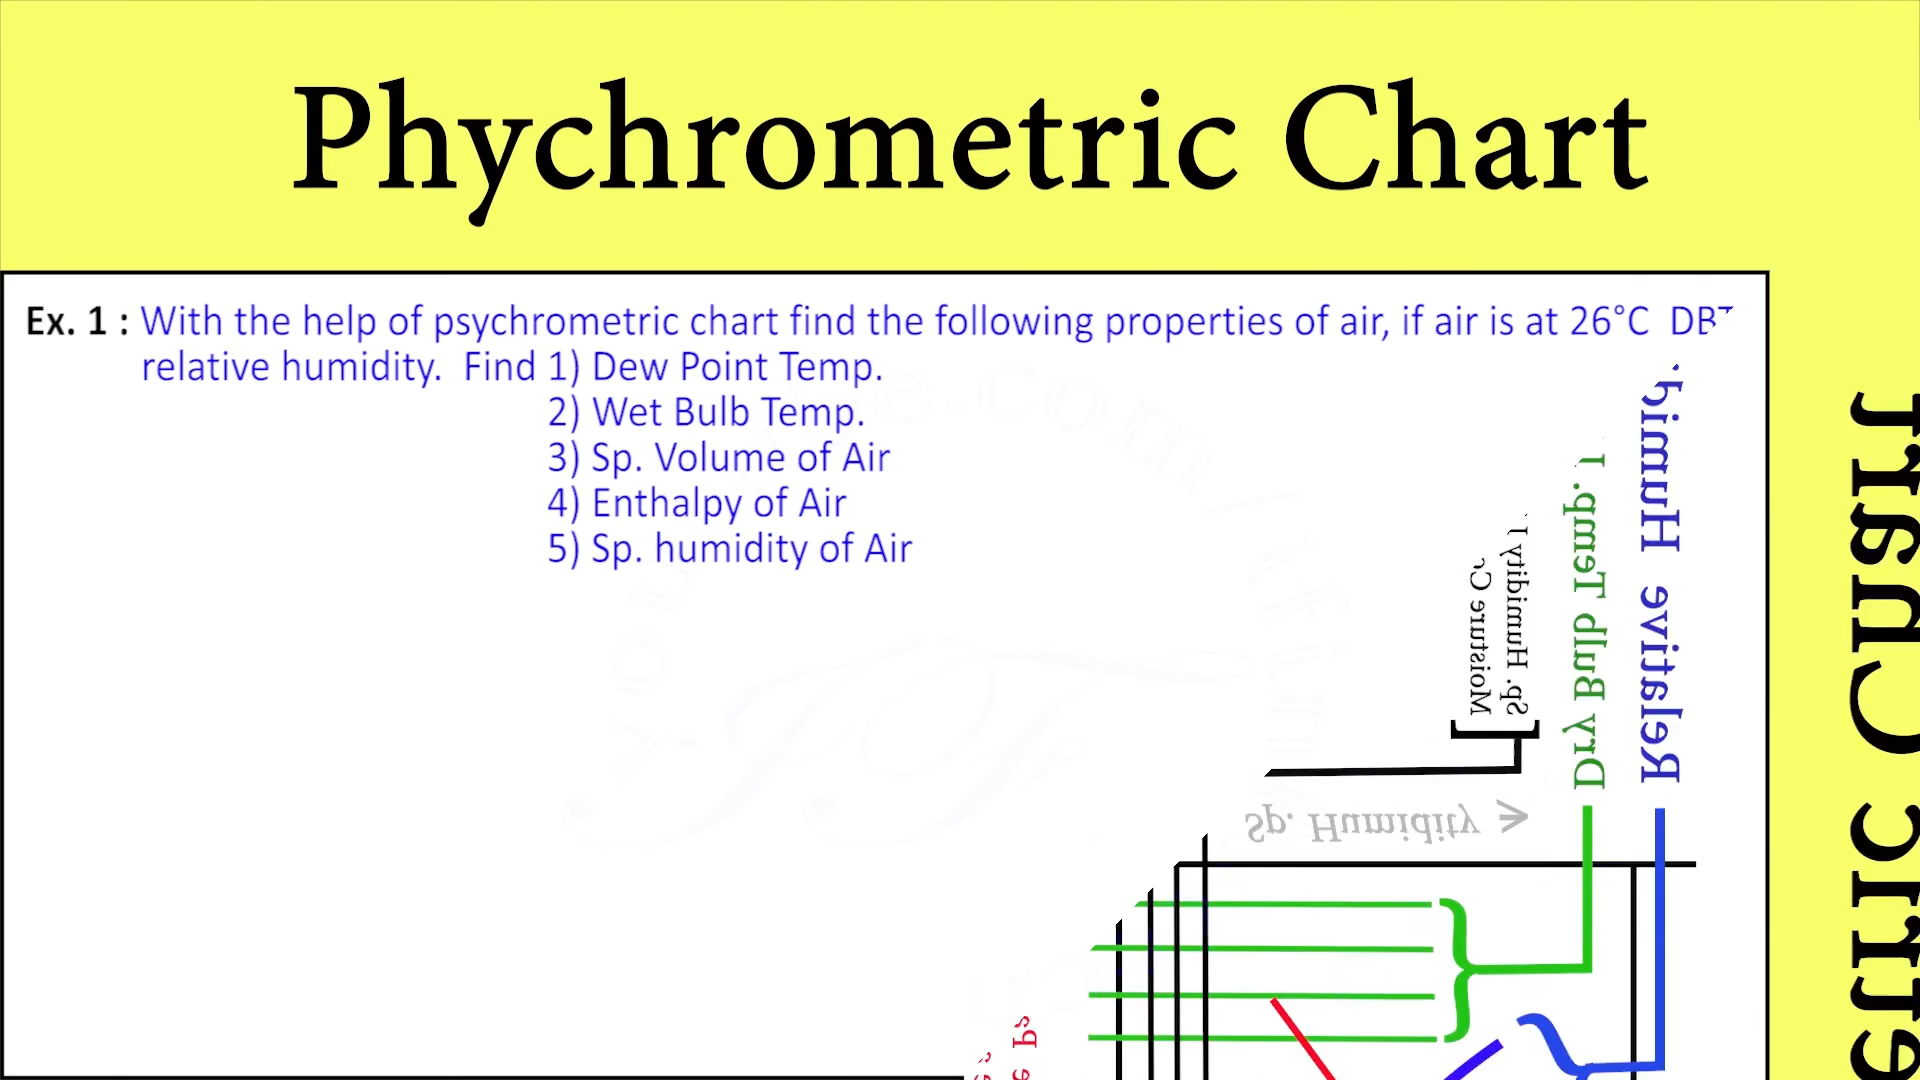 Phychrometric Chart
Ex. 1 : With the help of psychrometric chart find the following properties of air, if air is at 26°C DBT
relative humidity. Find 1) Dew Point Temp.
2) Wet Bulb Temp.
3) Sp. Volume of Air
4) Enthalpy of Air
5) Sp. humidity of Air
Moisture
Sp. Humidity
Dry Bulb Temp.
Relative Humid
Sp. Humidity >
Chart